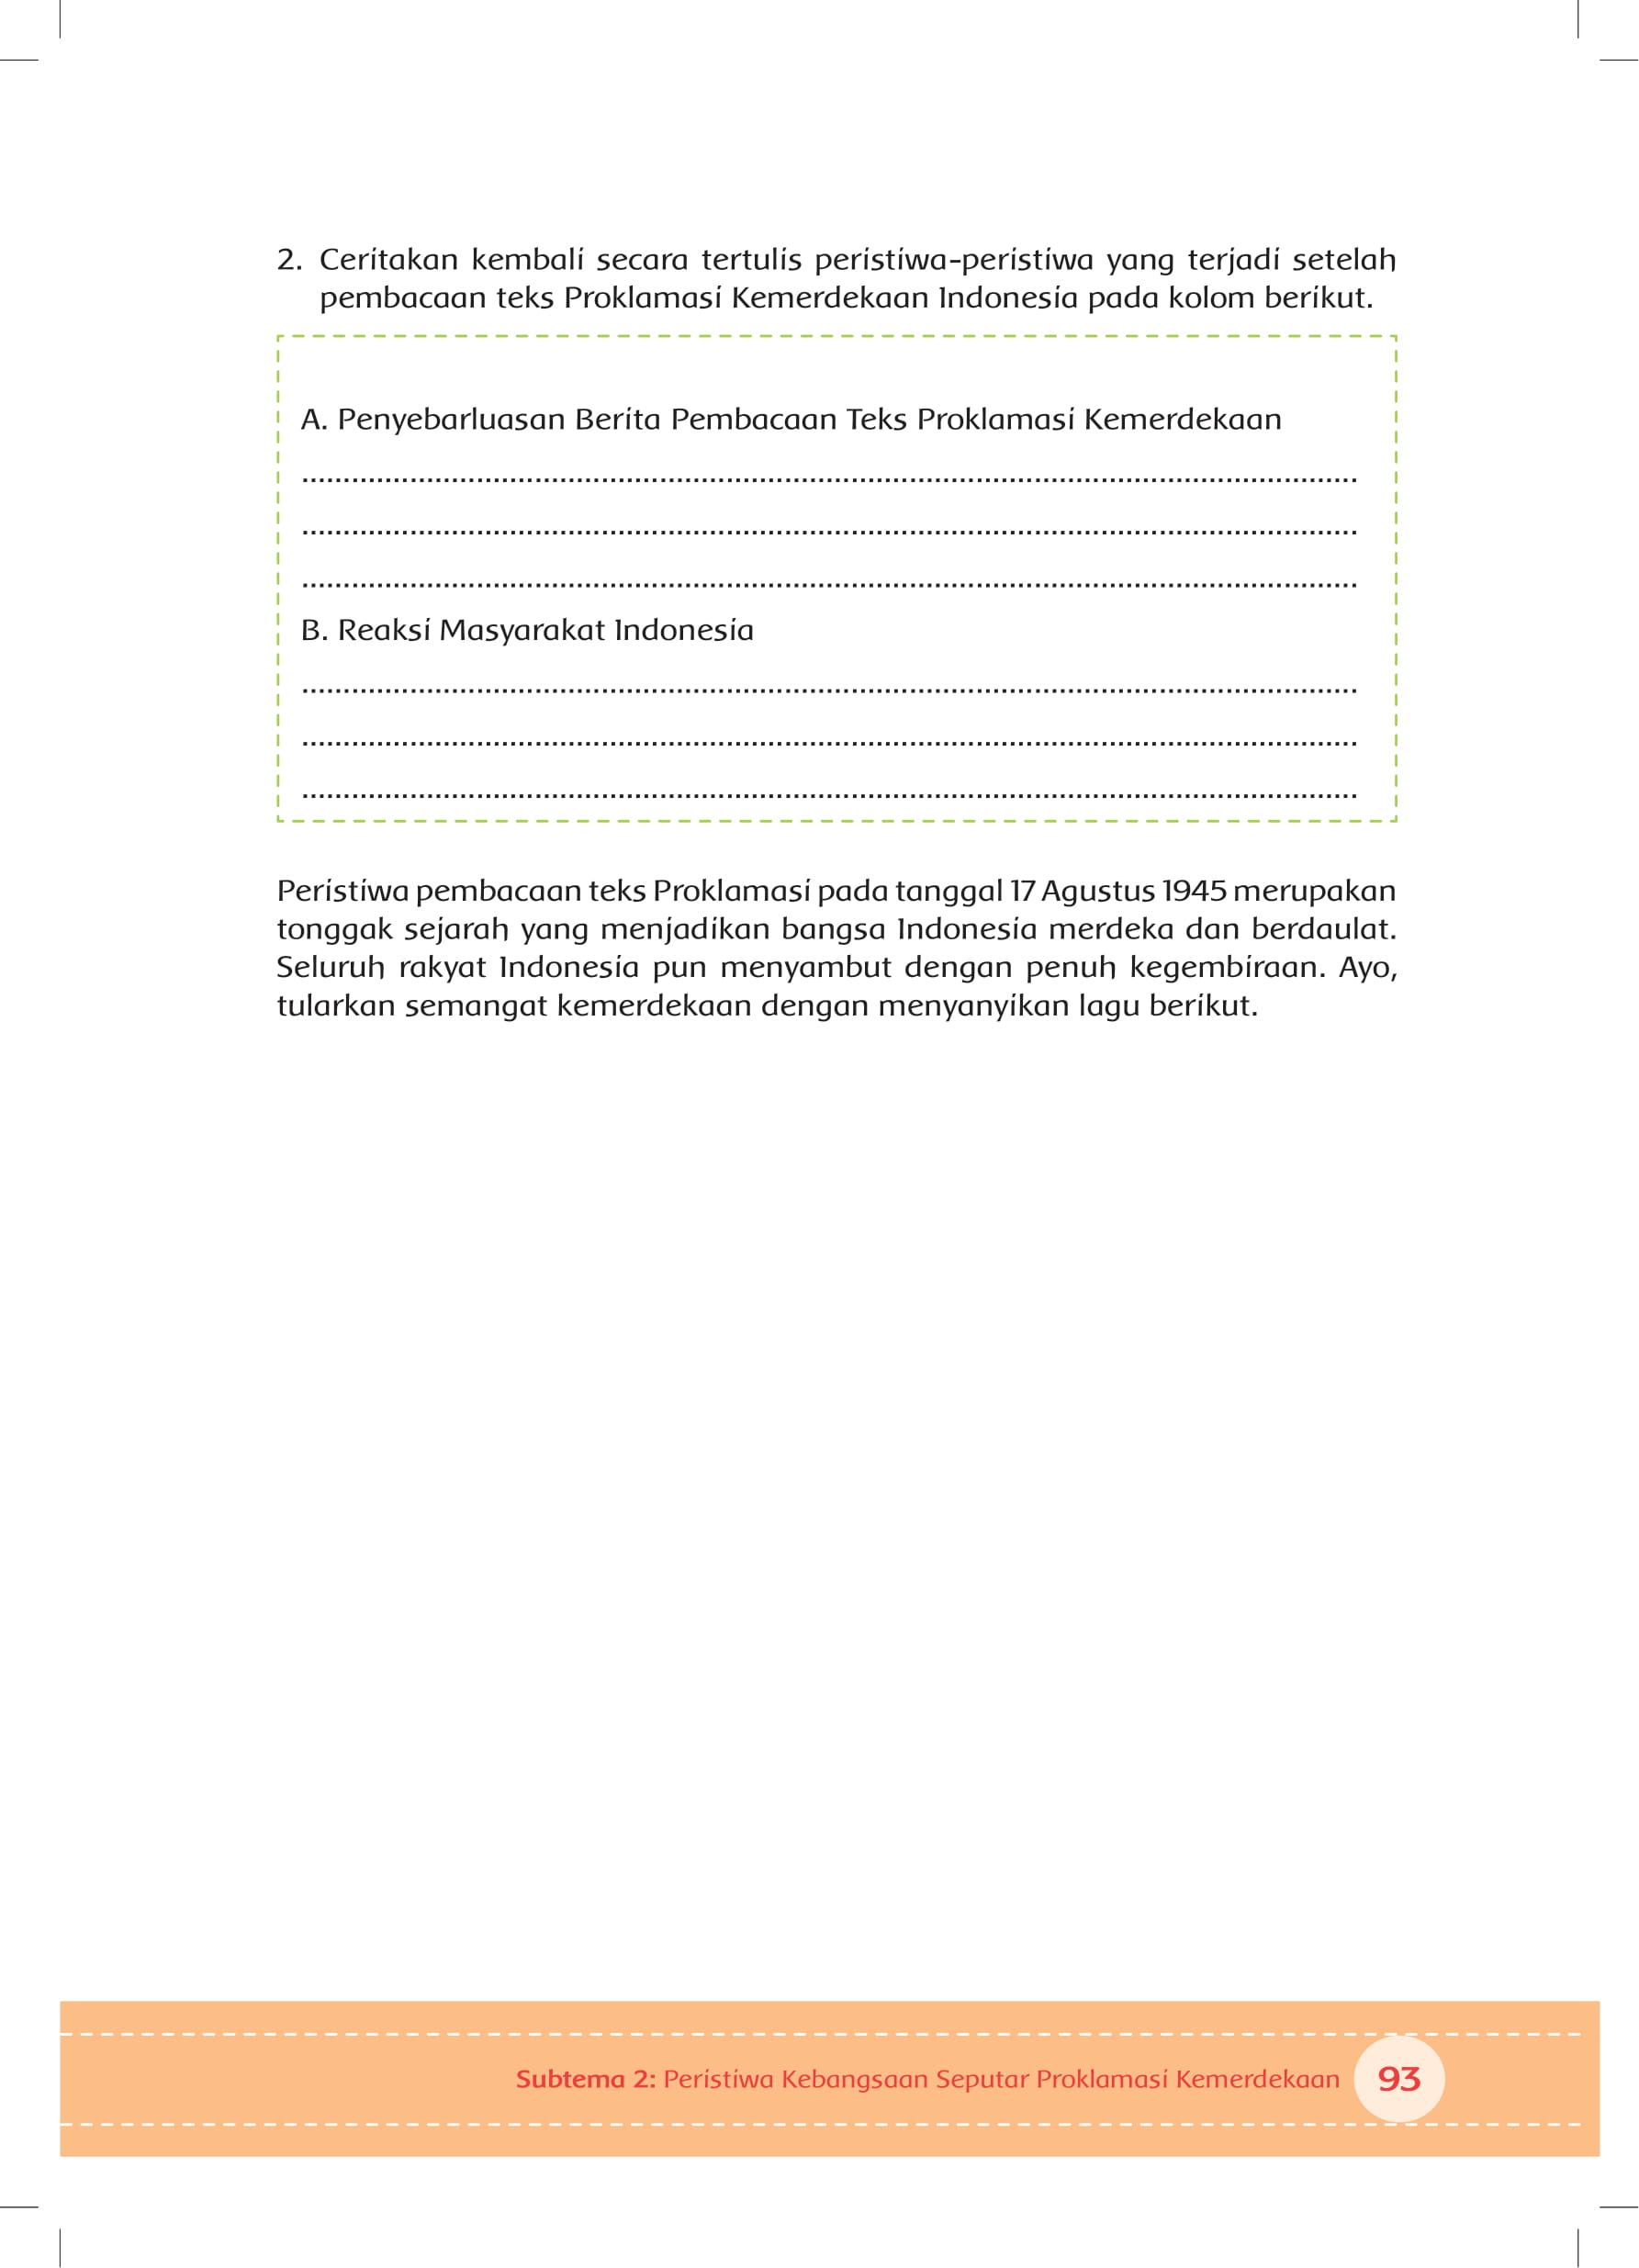 2. Ceritakan kembali secara tertulis peristiwa-peristiwa yang terjadi setelah
pembacaan teks Proklamasi Kemerdekaan Indonesia pada kolom berikut.
A. Penyebarluasan Berita Pembacaan Teks Proklamasi Kemerdekaan
................................................................................................................................
................................................................................................................................
................................................................................................................................
B. Reaksi Masyarakat Indonesia
................................................................................................................................
................................................................................................................................
................................................................................................................................
Peristiwa pembacaan teks Proklamasi pada tanggal 17 Agustus 1945 merupakan
tonggak sejarah yang menjadikan bangsa Indonesia merdeka dan berdaulat.
Seluruh rakyat Indonesia pun menyambut dengan penuh kegembiraan. Ayo,
tularkan semangat kemerdekaan dengan menyanyikan lagu berikut.
Subtema 2: Peristiwa Kebangsaan Seputar Proklamasi Kemerdekaan 93